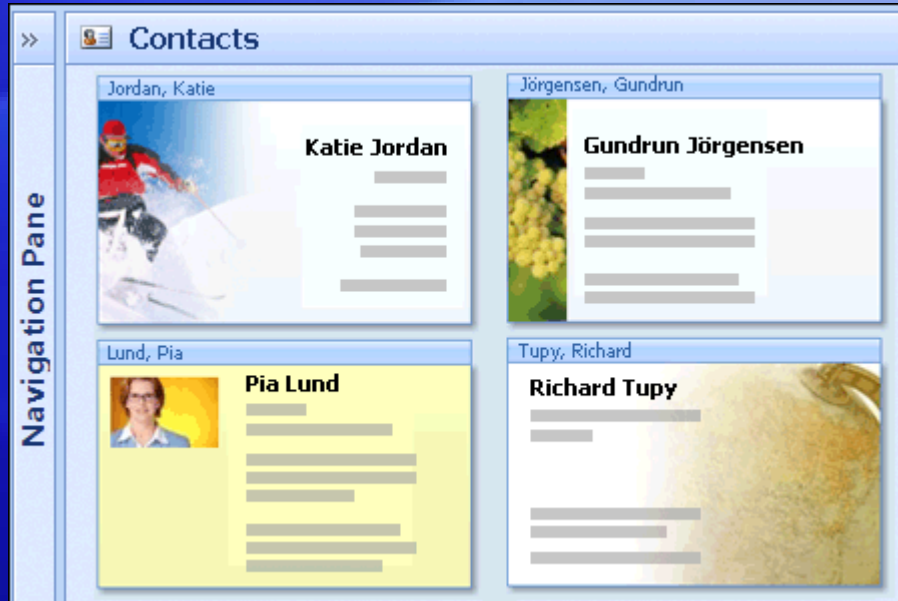 »
Contacts
Navigation Pane
Jordan, Katie
Katie Jordan
Jörgensen, Gundrun
Gundrun Jörgensen
Lund, Pia
Pia Lund
Tupy, Richard
Richard Tupy